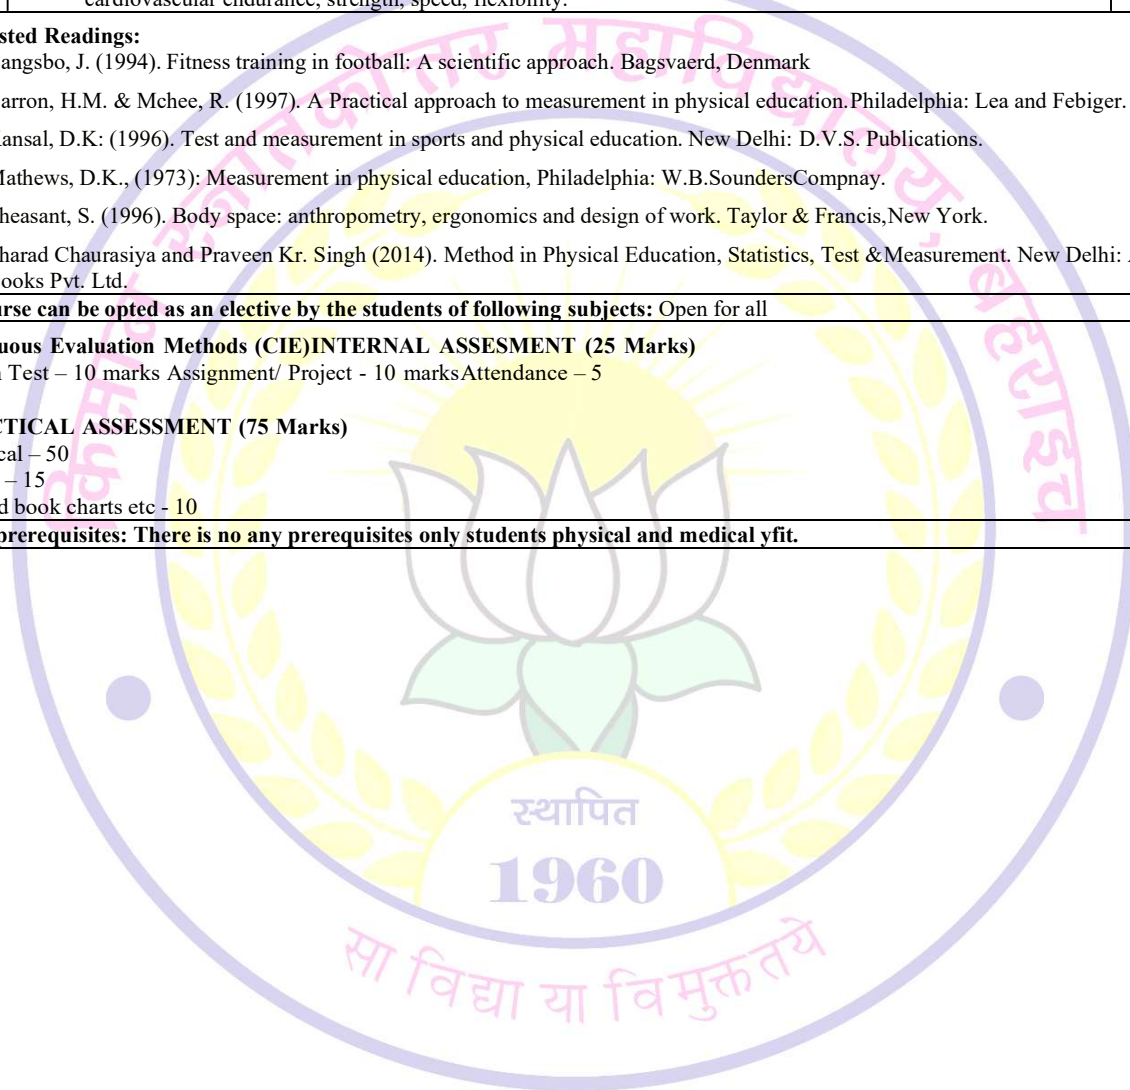 cardiovascular endurance, strength, speed, flexibility.
sted Readings:
angsbo, J. (1994). Fitness training in football: A scientific approach. Bagsvaerd, Denmark
arron, H.M. & Mchee, R. (1997). A Practical approach to measurement in physical education.Philadelphia: Lea and Febiger.
ansal, D.K: (1996). Test and measurement in sports and physical education. New Delhi: D.V.S. Publications.
Mathews, D.K., (1973): Measurement in physical education, Philadelphia: W.B.SoundersCompnay.
heasant, S. (1996). Body space: anthropometry, ergonomics and design of work. Taylor & Francis,New York.
harad Chaurasiya and Praveen Kr. Singh (2014). Method in Physical Education, Statistics, Test &Measurement. New Delhi:
ooks Pvt. Ltd.
urse can be opted as an elective by the students of following subjects: Open for all
uous Evaluation Methods (CIE)INTERNAL ASSESMENT (25 Marks)
Test – 10 marks Assignment/ Project - 10 marksAttendance – 5
CTICAL ASSESSMENT (75 Marks)
cal – 50
– 15
d book charts etc - 10
prerequisites: There is no any prerequisites only students physical and medical yfit.
किसान स्नातकोत्तर महाविद्यालय, बहराइच
स्थापित
1960
सा विद्या या विमुक्तये